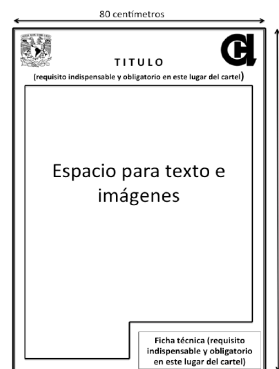 80 centímetros
TITULO
(requisito indispensable y obligatorio en este lugar del cartel)
Espacio para texto e
imágenes
Ficha técnica (requisito
indispensable y obligatorio
en este lugar del cartel)